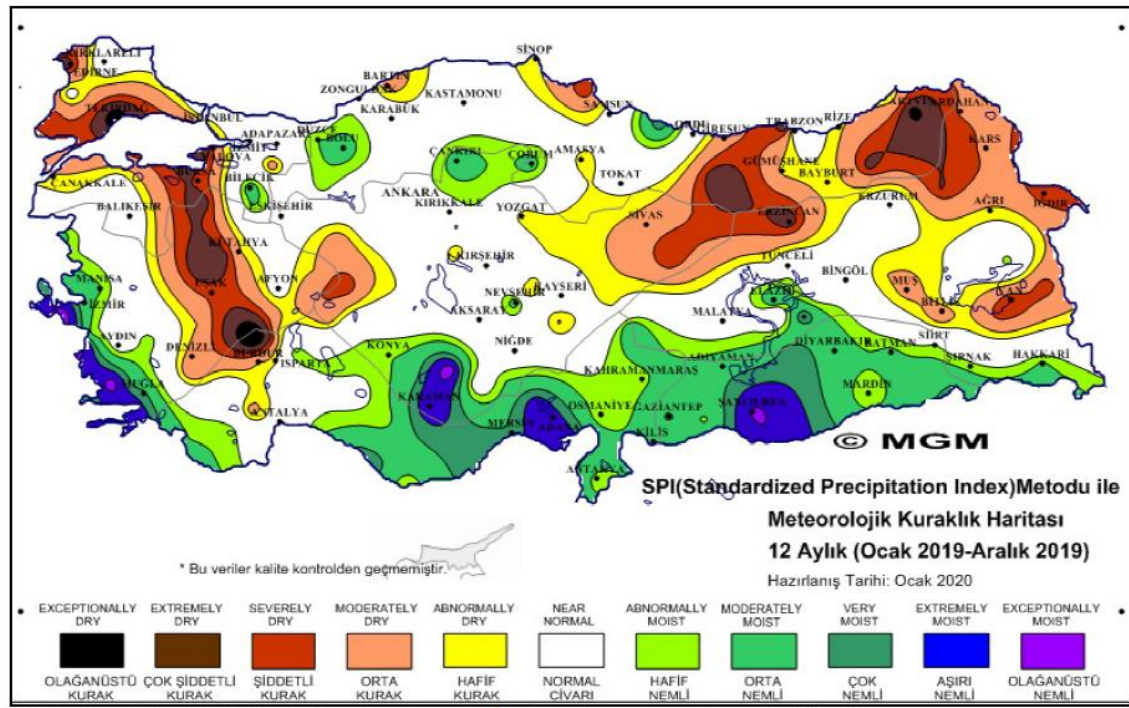 SİNOP
KIRKLARELİ
EDİRNE
BARTIN
ZONGULDAK
KASTAMONU
KARABÜK
SAMSUN
TEKİRDAĞ
İSTANBUL
ADAPAZARI
DÜZCE
BOLU
ORDU
GİRESUN
TRABZON
RİZE
ARTVİN
ARDAHAN
KARS
İZMİT
YALOVA
BURSA
BİLECİK
ÇANKIRI
ÇORUM
AMASYA
TOKAT
GÜMÜŞHANE
BAYBURT
ÇANAKKALE
BALIKESİR
ESKİŞEHİR
ANKARA
KIRIKKALE
YOZGAT
SİVAS
ERZİNCAN
ERZURUM
AĞRI
IĞDIR
KÜTAHYA
MANISA
İZMİR
UŞAK
AFYON
KIRŞEHİR
NEVŞEHİR
KAYSERİ
TUNCELİ
BİNGÖL
MUŞ
BİTLİS
VAN
ELAZIĞ
MALATYA
AKSARAY
AYDIN
DENİZLİ
BURDUR
ISPARTA
KONYA
NİĞDE
ADIYAMAN
DİYARBAKIR
BATMAN
SİİRT
ŞIRNAK
HAKKARİ
MUĞLA
ANTALYA
KARAMAN
KAHRAMANMARAŞ
MERSİN
ADANA
OSMANİYE
GAZİANTEP
ŞANLIURFA
MARDİN
KİLİS
ANTAKYA
© MGM
SPI(Standardized Precipitation Index)Metodu ile
Meteorolojik Kuraklık Haritası
12 Aylık (Ocak 2019-Aralık 2019)
Hazırlanış Tarihi: Ocak 2020
* Bu veriler kalite kontrolden geçmemiştir.
EXCEPTIONALLY DRY
EXTREMELY DRY
SEVERELY DRY
MODERATELY DRY
ABNORMALLY DRY
NEAR NORMAL
ABNORMALLY MOIST
MODERATELY MOIST
VERY MOIST
EXTREMELY MOIST
EXCEPTIONALLY MOIST
OLAĞANÜSTÜ KURAK
ÇOK ŞİDDETLİ KURAK
ŞİDDETLİ KURAK
ORTA KURAK
HAFİF KURAK
NORMAL CİVARI
HAFİF NEMLİ
ORTA NEMLİ
ÇOK NEMLİ
AŞIRI NEMLİ
OLAĞANÜSTÜ NEMLİ